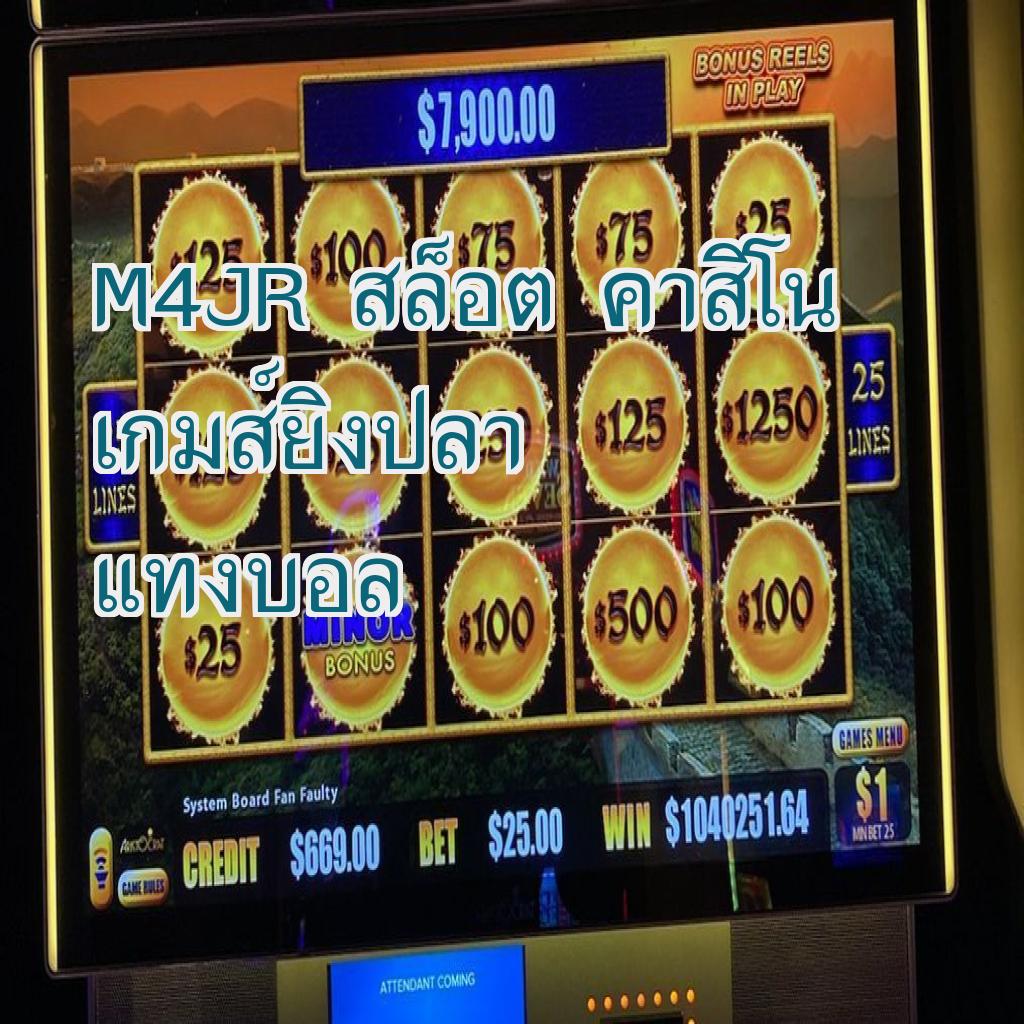 BONUS REELS
IN PLAY
$7,900.00
$125 $100 $75 $75 $25
M4JR สล็อต คาสิโน
$125 $1250
25
LINES
เกมส์ยิงปลา
LINES
แทงบอล
$25 MINOR BONUS $100 $500 $100
GAMES MENU
System Board Fan Faulty
$1
MIN BET 25
CREDIT $669.00 BET $25.00 WIN $1040251.64
GAME RULES
ATTENDANT COMING